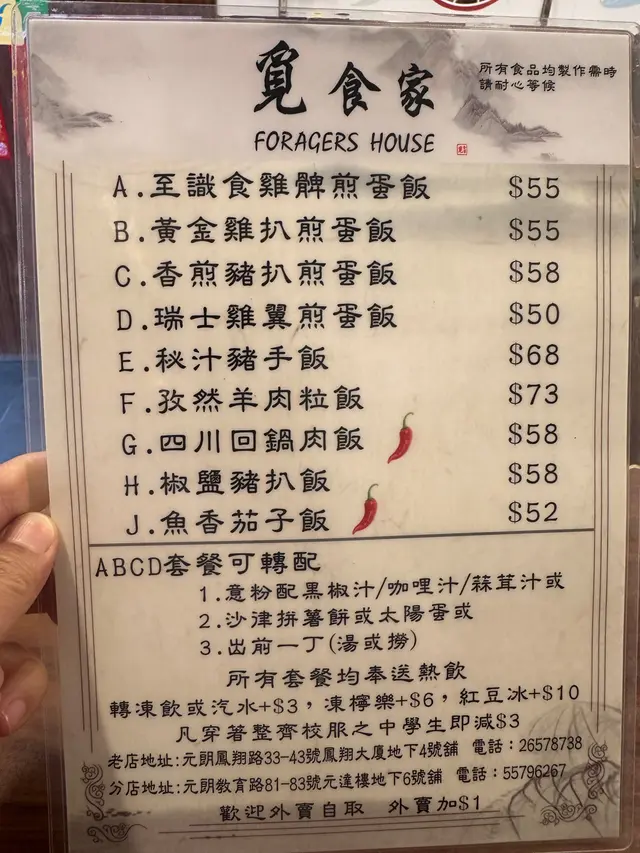 覓食家
所有食品均製作需時
請耐心等候
FORAGERS HOUSE
A.至識食雞髀煎蛋飯 $55
B.黃金雞扒煎蛋飯 $55
C.香煎豬扒煎蛋飯 $58
D.瑞士雞翼煎蛋飯 $50
E.秘汁豬手飯 $68
F.孜然羊肉粒飯 $73
G.四川回鍋肉飯 $58
H.椒鹽豬扒飯 $58
J.魚香茄子飯 $52
ABCD套餐可轉配
1.意粉配黑椒汁/咖哩汁/蘑茸汁或
2.沙律拼薯餅或太陽蛋或
3.出前一丁(湯或撈)
所有套餐均奉送熱飲
轉凍飲或汽水+$3，凍檸樂+$6，紅豆冰+$10
凡穿著整齊校服之中學生即減$3
老店地址:元朗鳳翔路33-43號鳳翔大廈地下4號舖 電話：26578738
分店地址:元朗教育路81-83號元達樓地下6號舖 電話：55796267
歡迎外賣自取 外賣加$1